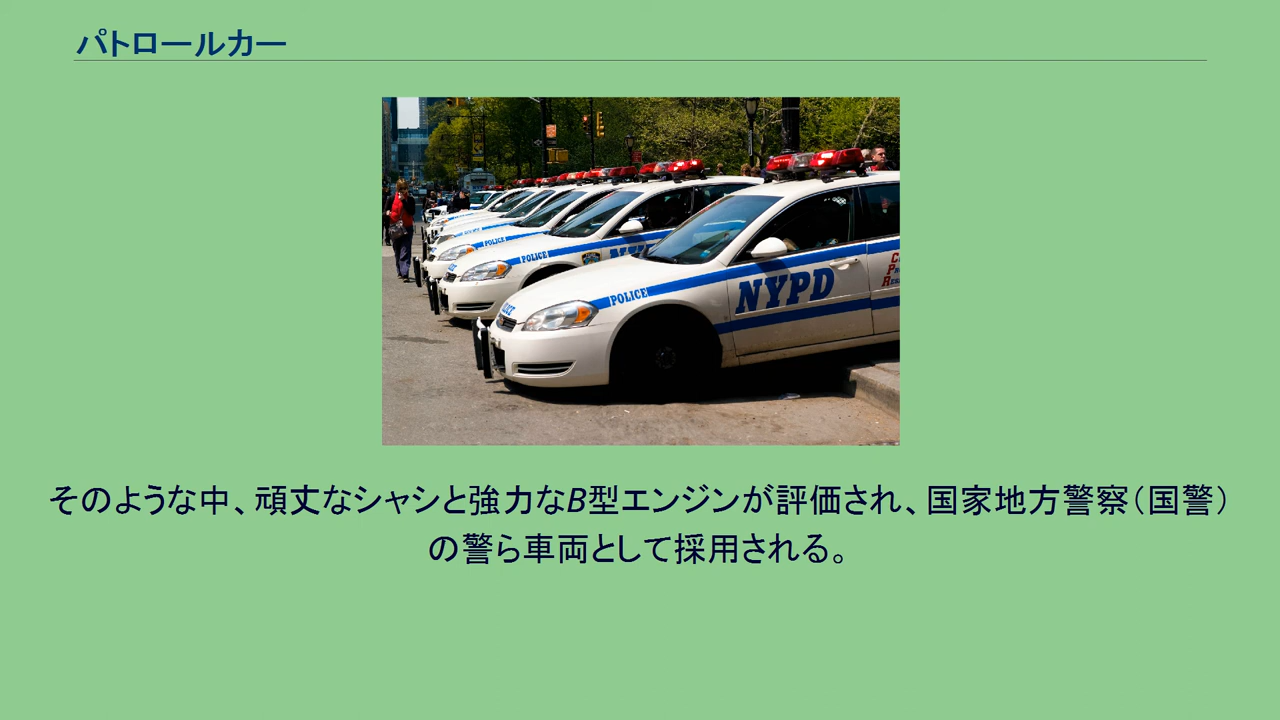 パトロールカー
POLICE
POLICE
POLICE
NYPD
そのような中、頑丈なシャシと強力なB型エンジンが評価され、国家地方警察（国警）
の警ら車両として採用される。